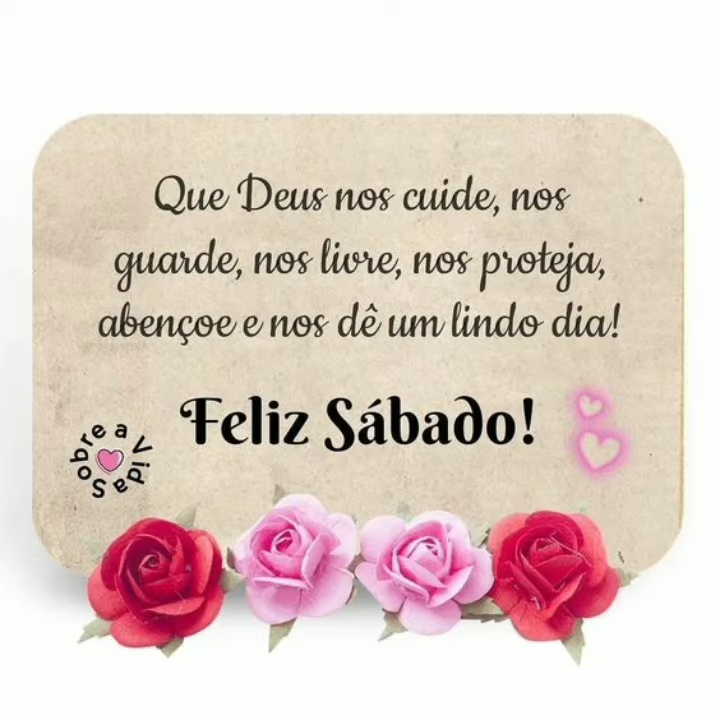 Que Deus nos cuide, nos
guarde, nos livre, nos proteja,
abençoe e nos dê um lindo dia!
Feliz Sábado!
Sobre a Vida